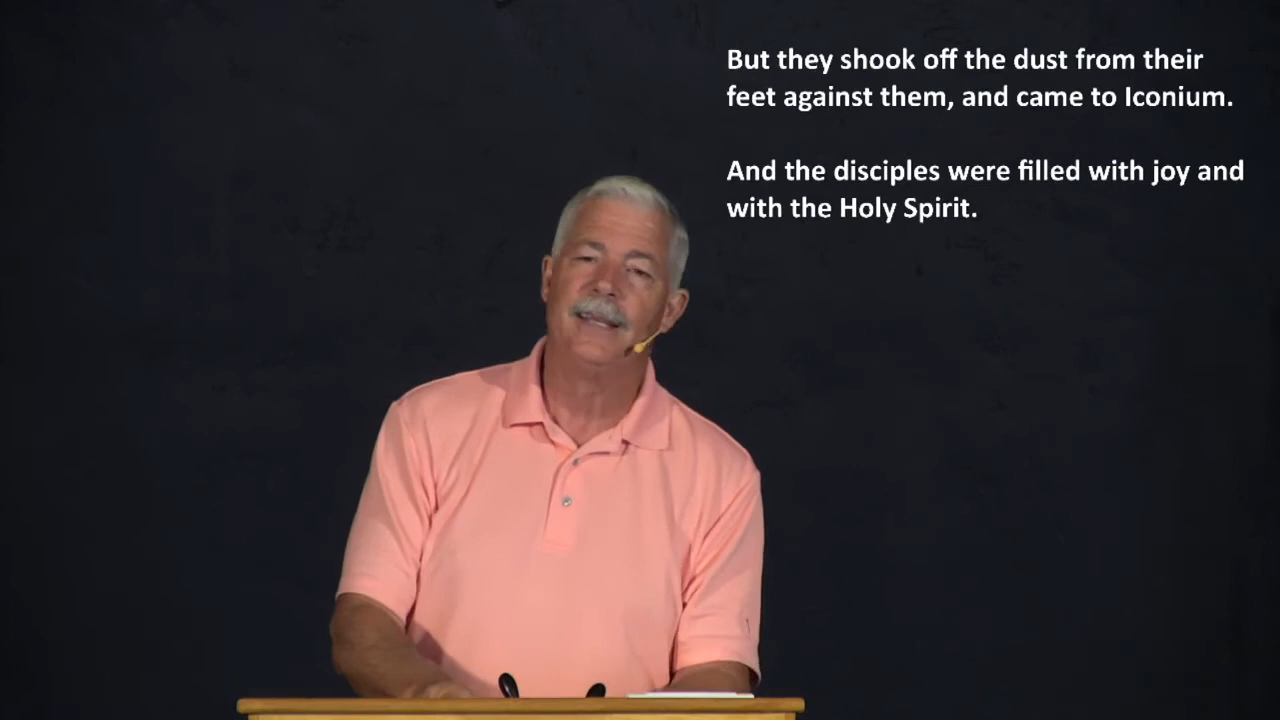 But they shook off the dust from their
feet against them, and came to Iconium.
And the disciples were filled with joy and
with the Holy Spirit.